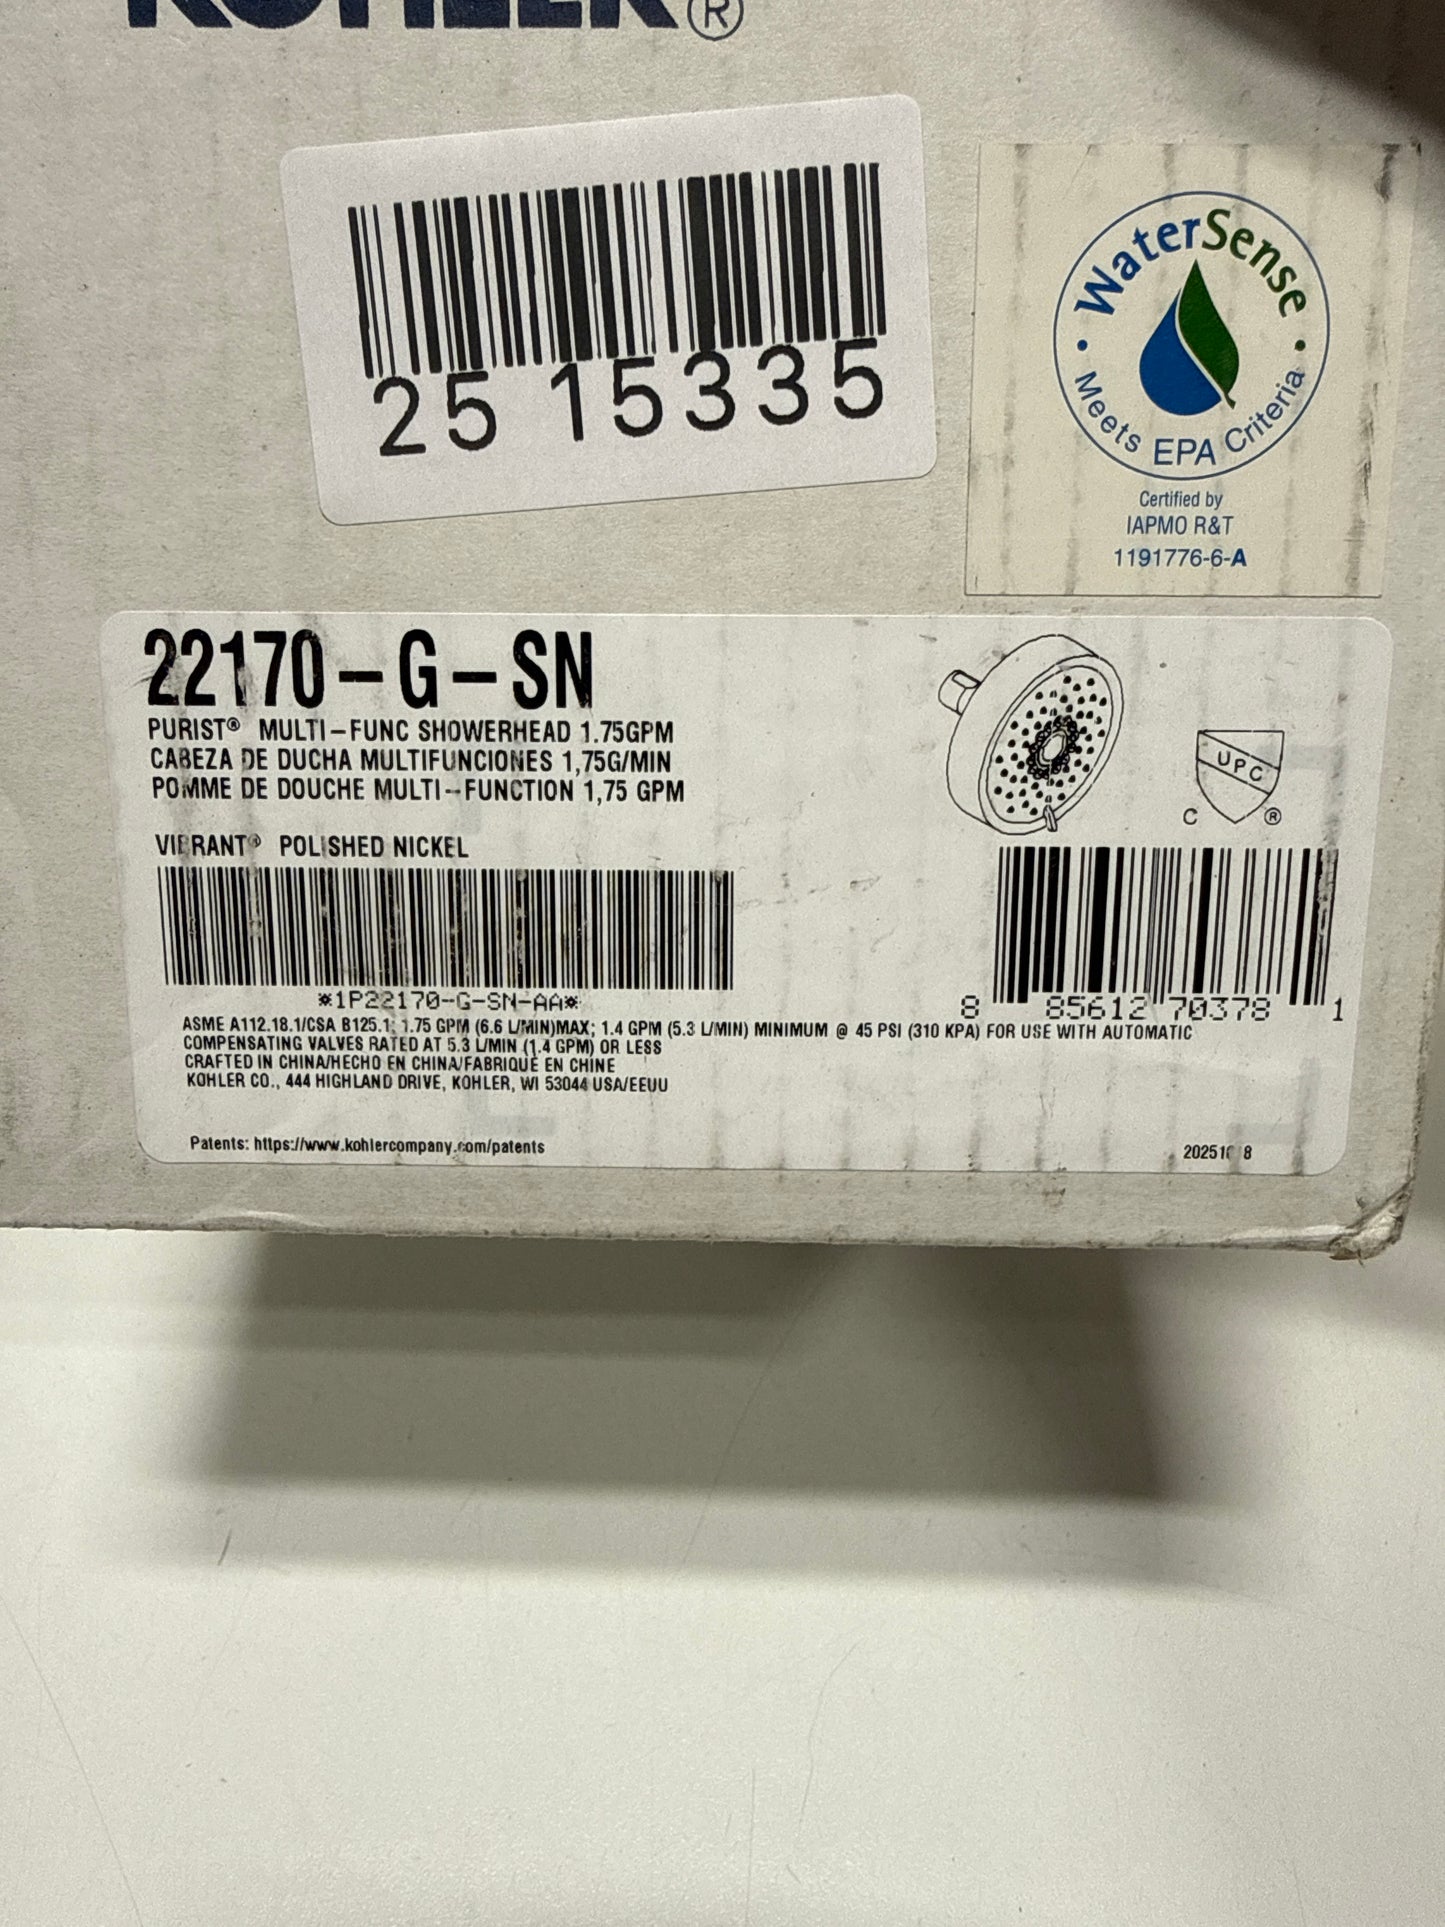 KOHLER®
25 15335
WaterSense
Meets EPA Criteria
Certified by
IAPMO R&T
1191776-6-A
22170-G-SN
PURIST® MULTI-FUNC SHOWERHEAD 1.75GPM
CABEZA DE DUCHA MULTIFUNCIONES 1,75G/MIN
POMME DE DOUCHE MULTI-FUNCTION 1,75 GPM
UPC
C ®
VIBRANT® POLISHED NICKEL
*1P22170-G-SN-AA*
8 85612 70378 1
ASME A112.18.1/CSA B125.1; 1.75 GPM (6.6 L/MIN)MAX; 1.4 GPM (5.3 L/MIN) MINIMUM @ 45 PSI (310 KPA) FOR USE WITH AUTOMATIC
COMPENSATING VALVES RATED AT 5.3 L/MIN (1.4 GPM) OR LESS
CRAFTED IN CHINA/HECHO EN CHINA/FABRIQUÉ EN CHINE
KOHLER CO., 444 HIGHLAND DRIVE, KOHLER, WI 53044 USA/EEUU
Patents: https://www.kohlercompany.com/patents